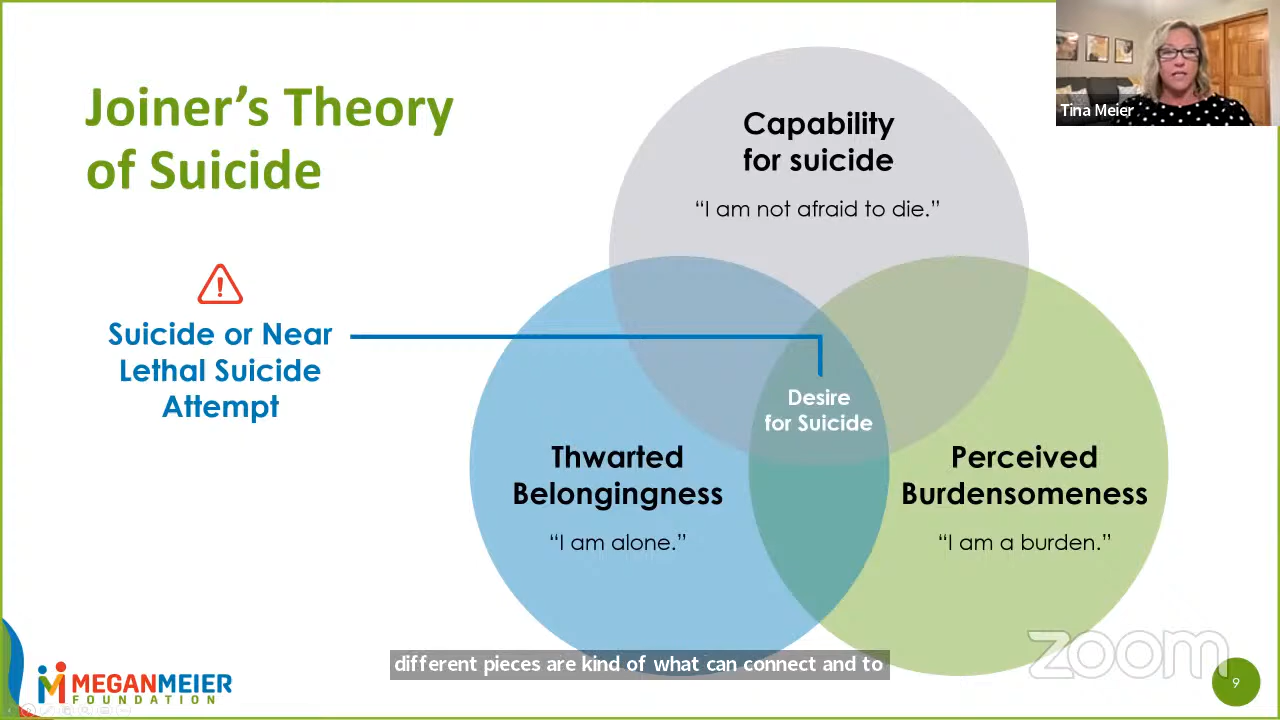 Joiner’s Theory
of Suicide
Suicide or Near
Lethal Suicide
Attempt
Capability
for suicide
“I am not afraid to die.”
Desire
for Suicide
Thwarted
Belongingness
“I am alone.”
Perceived
Burdensomeness
“I am a burden.”
Tina Meier
different pieces are kind of what can connect and to
MEGANMEIER
FOUNDATION
zoom
9